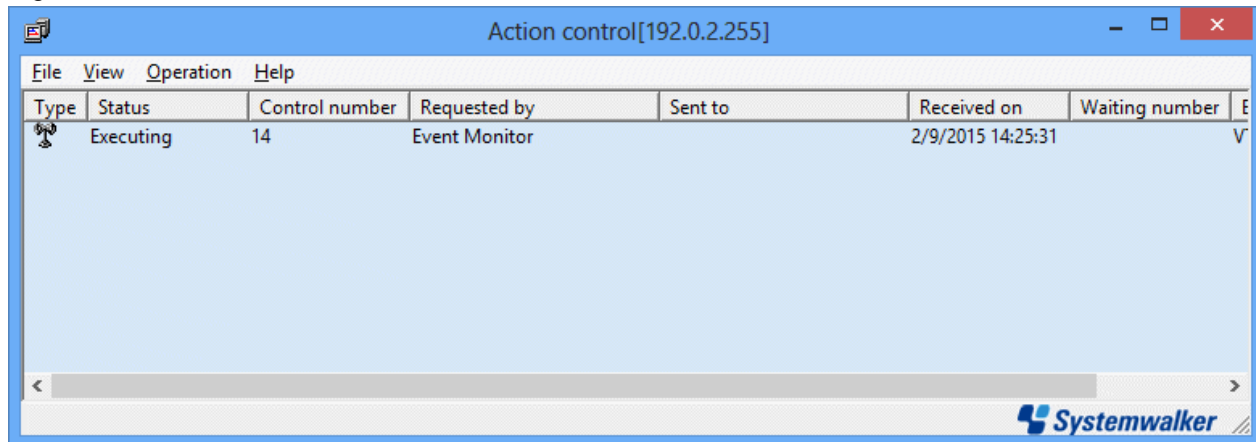 Action control[192.0.2.255]
File View Operation Help
Type Status Control number Requested by Sent to Received on Waiting number
Executing 14 Event Monitor 2/9/2015 14:25:31
Systemwalker